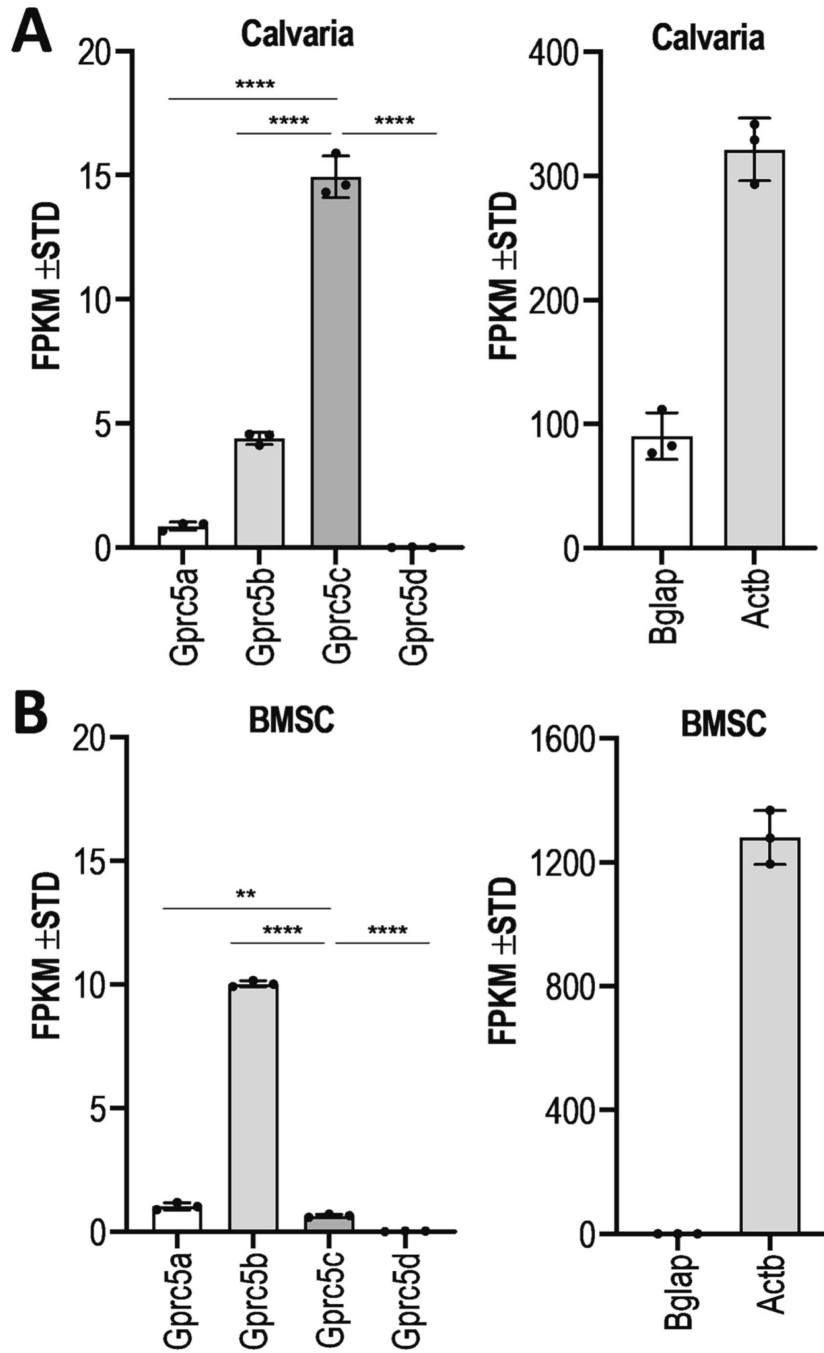 A
Calvaria
20
15
10
5
0
FPKM ±STD
****
**** ****
Gprc5a
Gprc5b
Gprc5c
Gprc5d
Calvaria
400
300
200
100
0
FPKM ±STD
Bglap
Actb
B
BMSC
20
15
10
5
0
FPKM ±STD
**
**** ****
Gprc5a
Gprc5b
Gprc5c
Gprc5d
BMSC
1600
1200
800
400
0
FPKM ±STD
Bglap
Actb